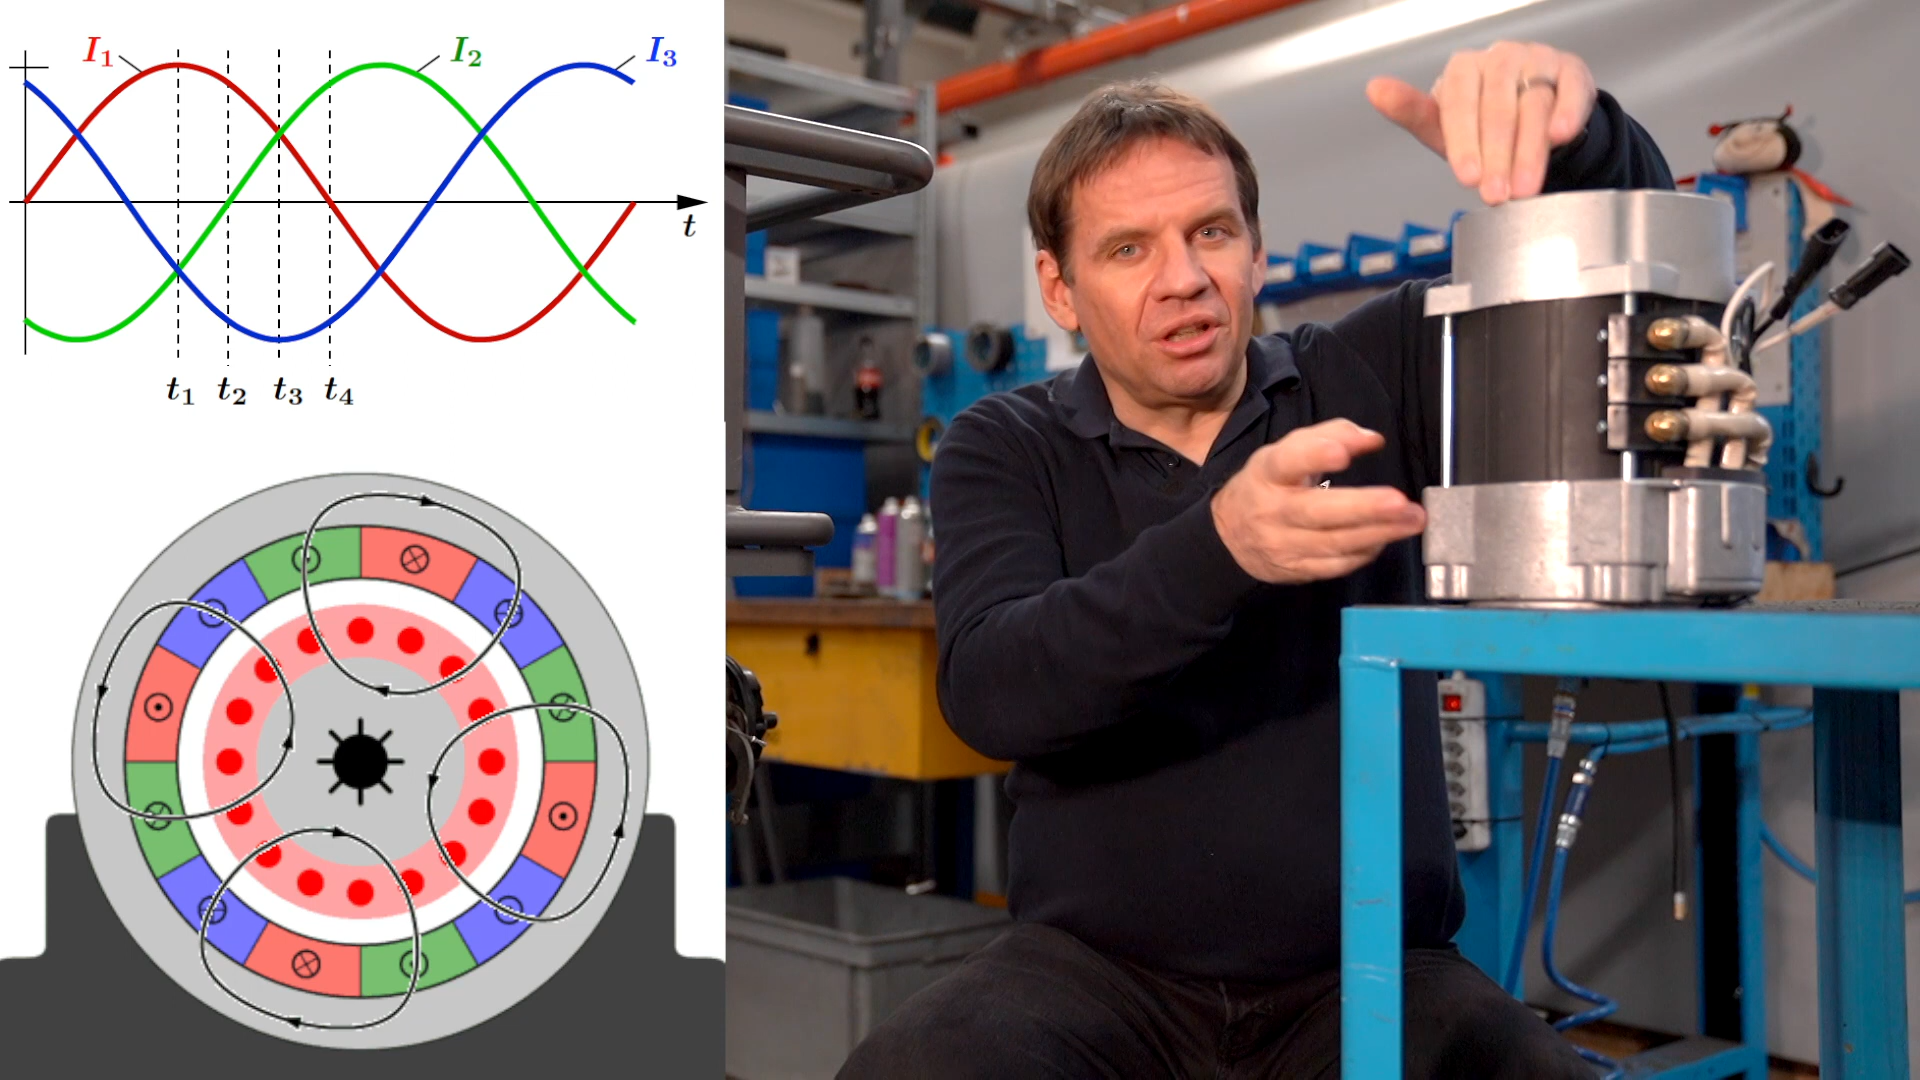 I₁ I₂ I₃
t
t₁ t₂ t₃ t₄